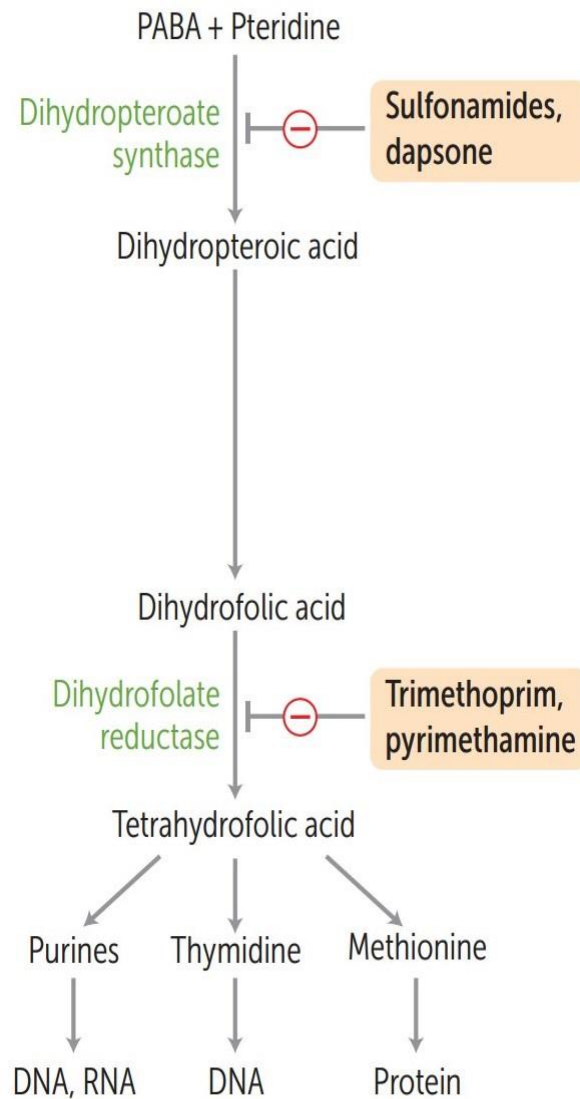 PABA + Pteridine
Dihydropteroate
synthase
Sulfonamides,
dapsone
Dihydropteroic acid
Dihydrofolic acid
Dihydrofolate
reductase
Trimethoprim,
pyrimethamine
Tetrahydrofolic acid
Purines Thymidine Methionine
DNA, RNA DNA Protein